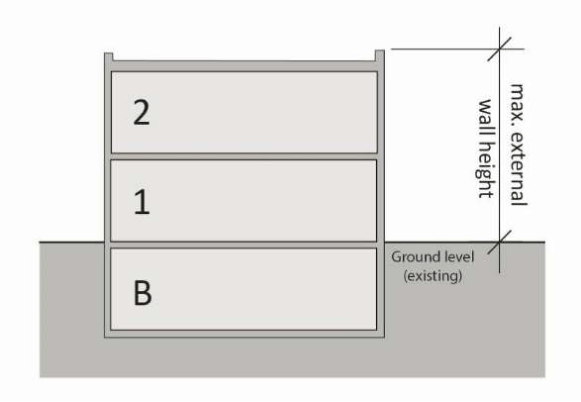 2
1
B
max. external
wall height
Ground level
(existing)